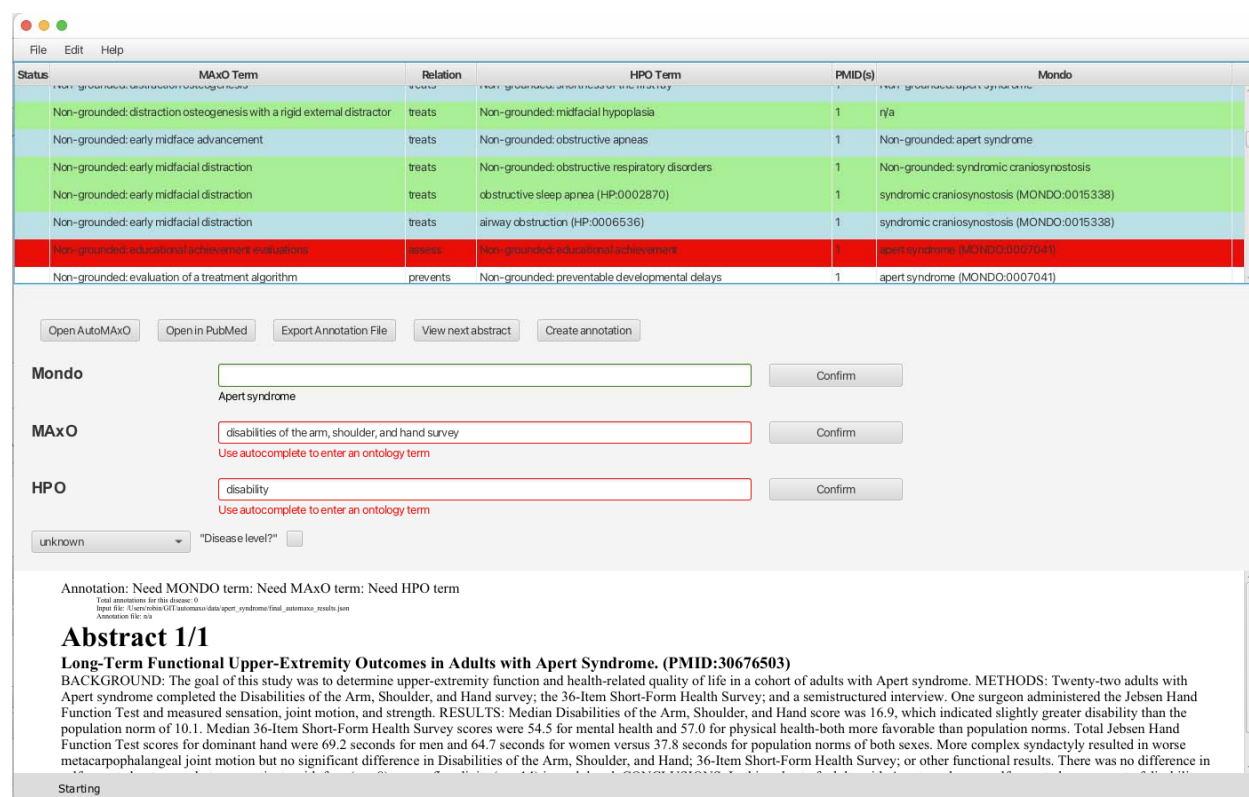 File Edit Help
Status MAxO Term Relation HPO Term PMID(s) Mondo
Non-grounded: distraction osteogenesis treats Non-grounded: shortness of the first ray 1 Non-grounded: apert syndrome
Non-grounded: distraction osteogenesis with a rigid external distractor treats Non-grounded: midfacial hypoplasia 1 n/a
Non-grounded: early midface advancement treats Non-grounded: obstructive apneas 1 Non-grounded: apert syndrome
Non-grounded: early midfacial distraction treats Non-grounded: obstructive respiratory disorders 1 Non-grounded: syndromic craniosynostosis
Non-grounded: early midfacial distraction treats obstructive sleep apnea (HP:0002870) 1 syndromic craniosynostosis (MONDO:0015338)
Non-grounded: early midfacial distraction treats airway obstruction (HP:0006536) 1 syndromic craniosynostosis (MONDO:0015338)
Non-grounded: educational achievement evaluations assess Non-grounded: educational achievement 1 apert syndrome (MONDO:0007041)
Non-grounded: evaluation of a treatment algorithm prevents Non-grounded: preventable developmental delays 1 apert syndrome (MONDO:0007041)
Open AutoMAxO Open in PubMed Export Annotation File View next abstract Create annotation
Mondo Confirm
Apert syndrome
MAxO disabilities of the arm, shoulder, and hand survey Confirm
Use autocomplete to enter an ontology term
HPO disability Confirm
Use autocomplete to enter an ontology term
unknown "Disease level?"
Annotation: Need MONDO term: Need MAxO term: Need HPO term
Total annotations for this disease: 0
Input file: /Users/robin/GIT/automaxo/data/apert_syndrome/final_automaxo_results.json
Annotation file: n/a
Abstract 1/1
Long-Term Functional Upper-Extremity Outcomes in Adults with Apert Syndrome. (PMID:30676503)
BACKGROUND: The goal of this study was to determine upper-extremity function and health-related quality of life in a cohort of adults with Apert syndrome. METHODS: Twenty-two adults with
Apert syndrome completed the Disabilities of the Arm, Shoulder, and Hand survey; the 36-Item Short-Form Health Survey; and a semistructured interview. One surgeon administered the Jebsen Hand
Function Test and measured sensation, joint motion, and strength. RESULTS: Median Disabilities of the Arm, Shoulder, and Hand score was 16.9, which indicated slightly greater disability than the
population norm of 10.1. Median 36-Item Short-Form Health Survey scores were 54.5 for mental health and 57.0 for physical health-both more favorable than population norms. Total Jebsen Hand
Function Test scores for dominant hand were 69.2 seconds for men and 64.7 seconds for women versus 37.8 seconds for population norms of both sexes. More complex syndactyly resulted in worse
metacarpophalangeal joint motion but no significant difference in Disabilities of the Arm, Shoulder, and Hand; 36-Item Short-Form Health Survey; or other functional results. There was no difference in
Starting